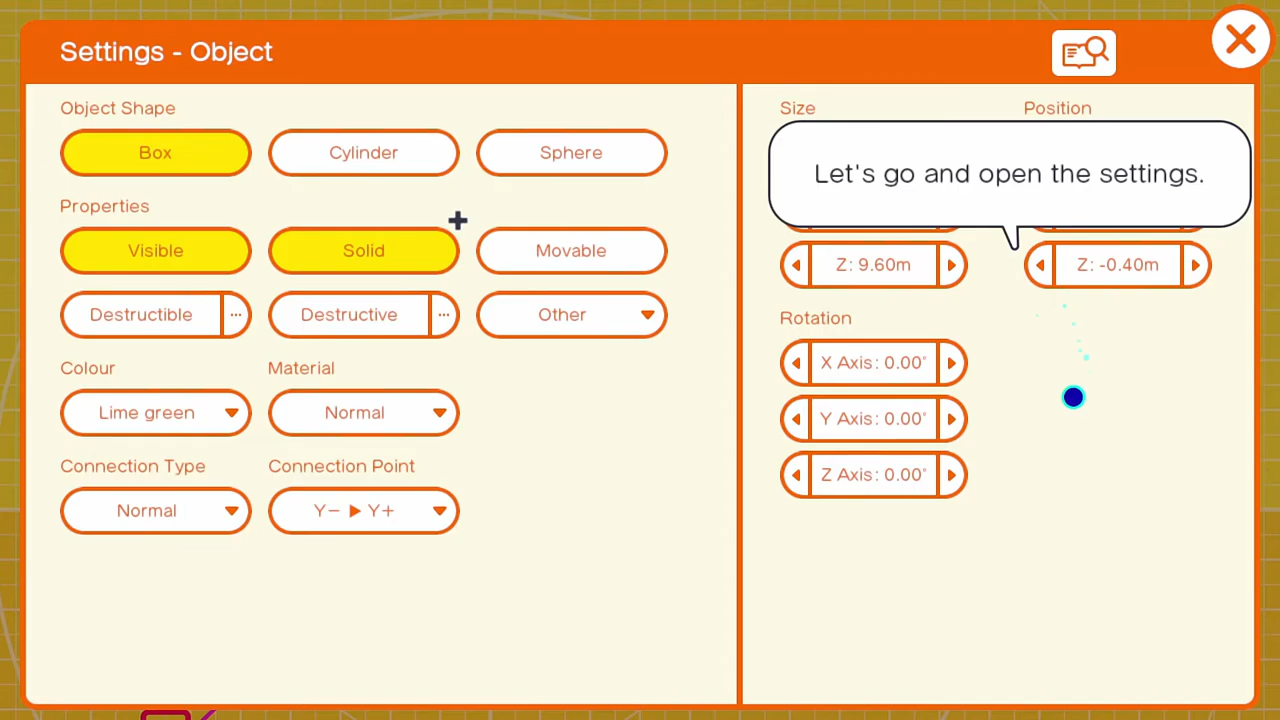 Settings - Object
Object Shape
Box
Cylinder
Sphere
Properties
Visible
Solid
Movable
Destructible ...
Destructive ...
Other
Colour
Material
Lime green
Normal
Connection Type
Connection Point
Normal
Y− ▶ Y+
Size
Position
Let's go and open the settings.
Z: 9.60m
Z: -0.40m
Rotation
X Axis: 0.00°
Y Axis: 0.00°
Z Axis: 0.00°